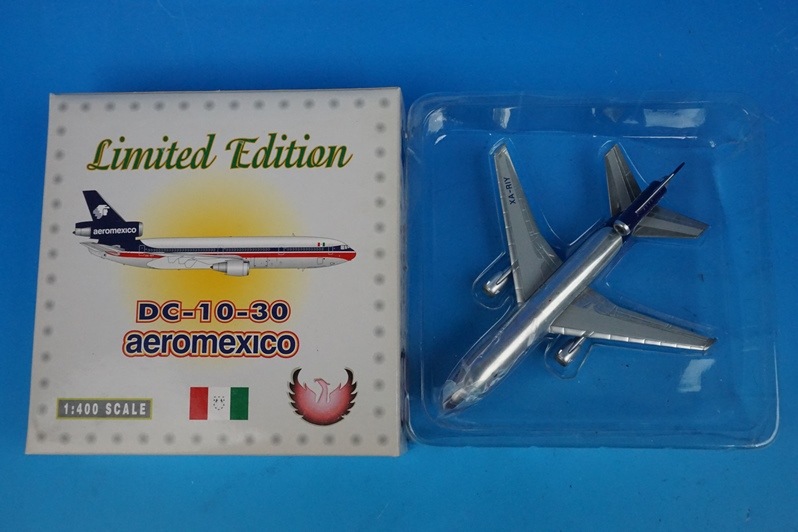 Limited Edition
aeromexico
DC-10-30
aeromexico
1:400 SCALE
XA-RIY